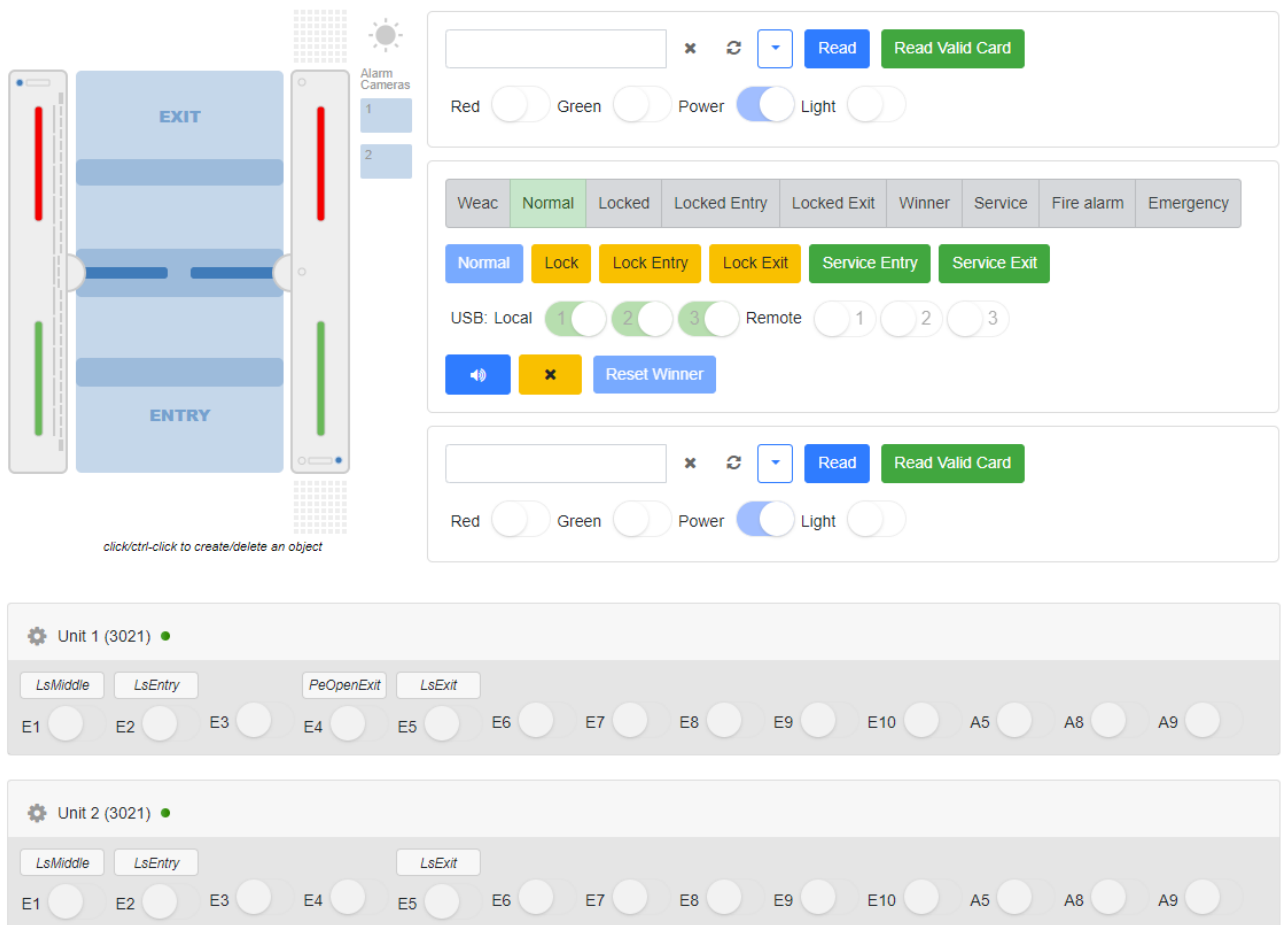 Alarm
Cameras
1
2
EXIT
ENTRY
click/ctrl-click to create/delete an object
Read Read Valid Card
Red Green Power Light
Weac Normal Locked Locked Entry Locked Exit Winner Service Fire alarm Emergency
Normal Lock Lock Entry Lock Exit Service Entry Service Exit
USB: Local 1 2 3 Remote 1 2 3
Reset Winner
Read Read Valid Card
Red Green Power Light
Unit 1 (3021)
LsMiddle LsEntry PeOpenExit LsExit
E1 E2 E3 E4 E5 E6 E7 E8 E9 E10 A5 A8 A9
Unit 2 (3021)
LsMiddle LsEntry LsExit
E1 E2 E3 E4 E5 E6 E7 E8 E9 E10 A5 A8 A9